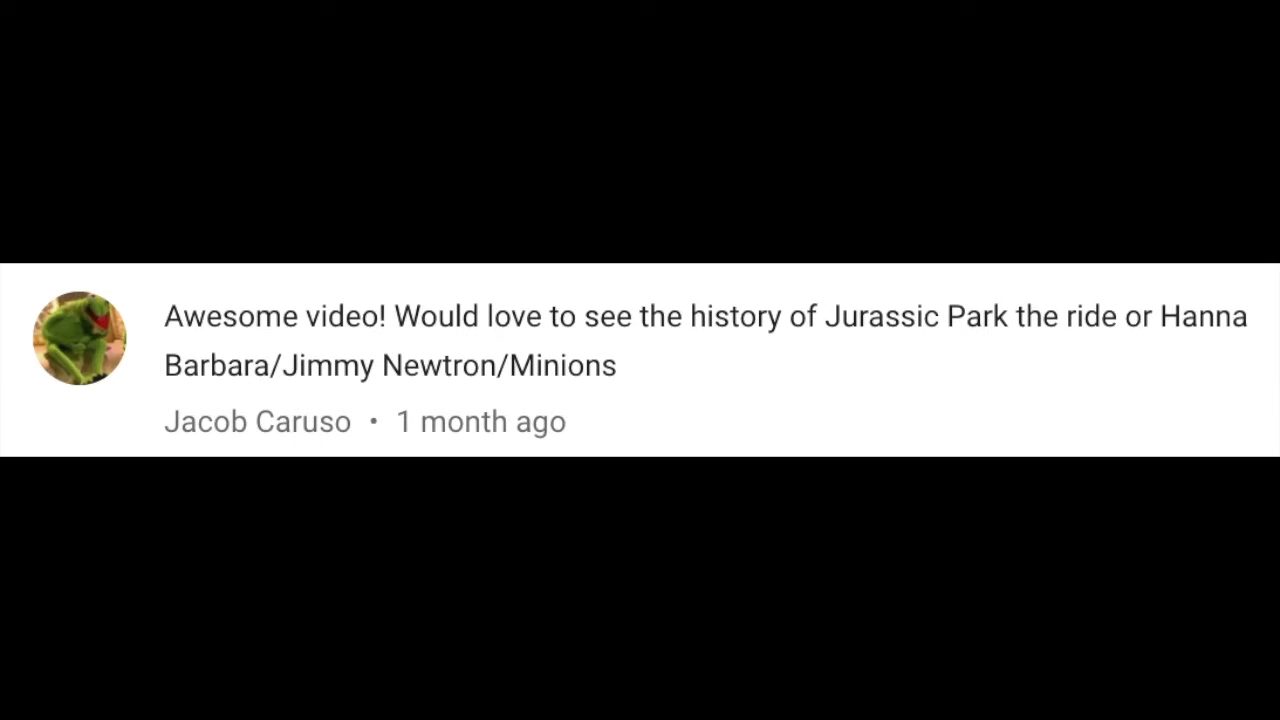 Awesome video! Would love to see the history of Jurassic Park the ride or Hanna
Barbara/Jimmy Newtron/Minions
Jacob Caruso • 1 month ago